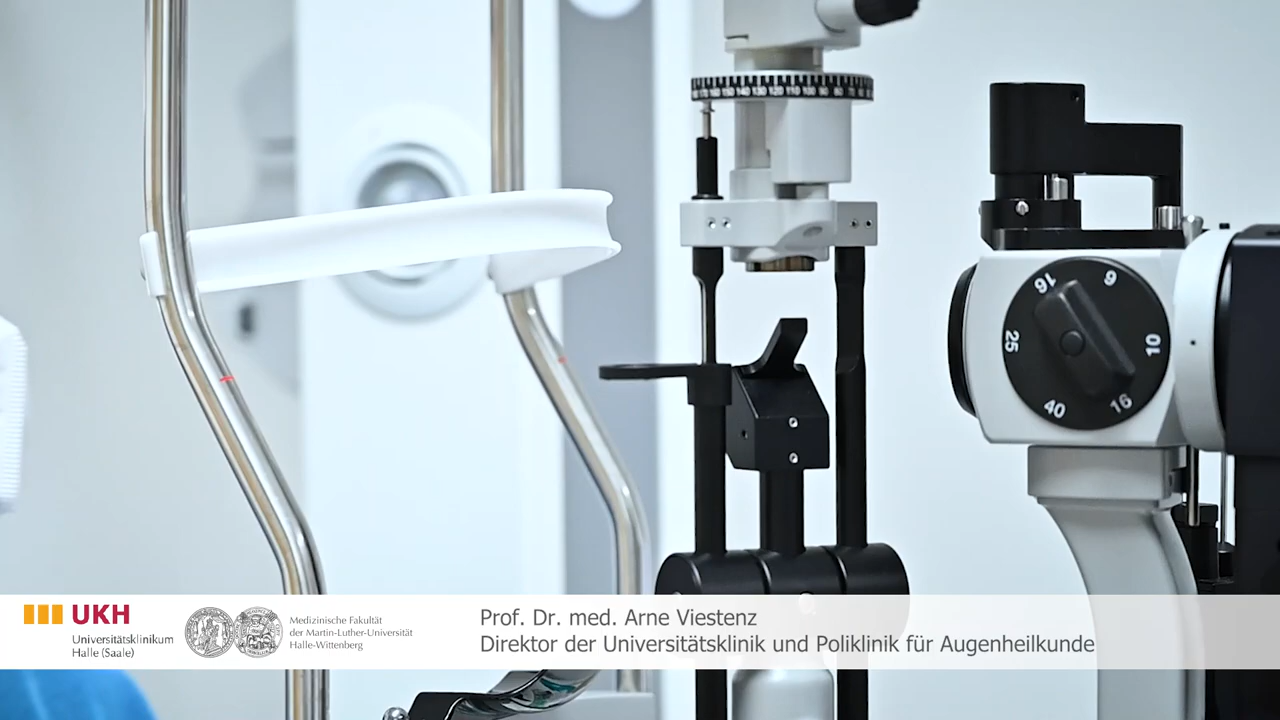 16
6
25
10
40
16
UKH
Universitätsklinikum
Halle (Saale)
Medizinische Fakultät
der Martin-Luther-Universität
Halle-Wittenberg
Prof. Dr. med. Arne Viestenz
Direktor der Universitätsklinik und Poliklinik für Augenheilkunde